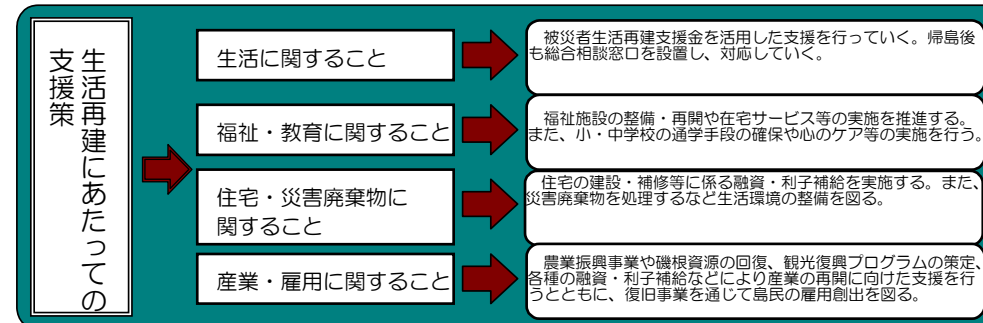 生活再建にあたっての
支援策
生活に関すること
被災者生活再建支援金を活用した支援を行っていく。帰島後
も総合相談窓口を設置し、対応していく。
福祉・教育に関すること
福祉施設の整備・再開や在宅サービス等の実施を推進する。
また、小・中学校の通学手段の確保や心のケア等の実施を行う。
住宅・災害廃棄物に
関すること
住宅の建設・補修等に係る融資・利子補給を実施する。また、
災害廃棄物を処理するなど生活環境の整備を図る。
産業・雇用に関すること
農業振興事業や磯根資源の回復、観光復興プログラムの策定、
各種の融資・利子補給などにより産業の再開に向けた支援を行
うとともに、復旧事業を通じて島民の雇用創出を図る。